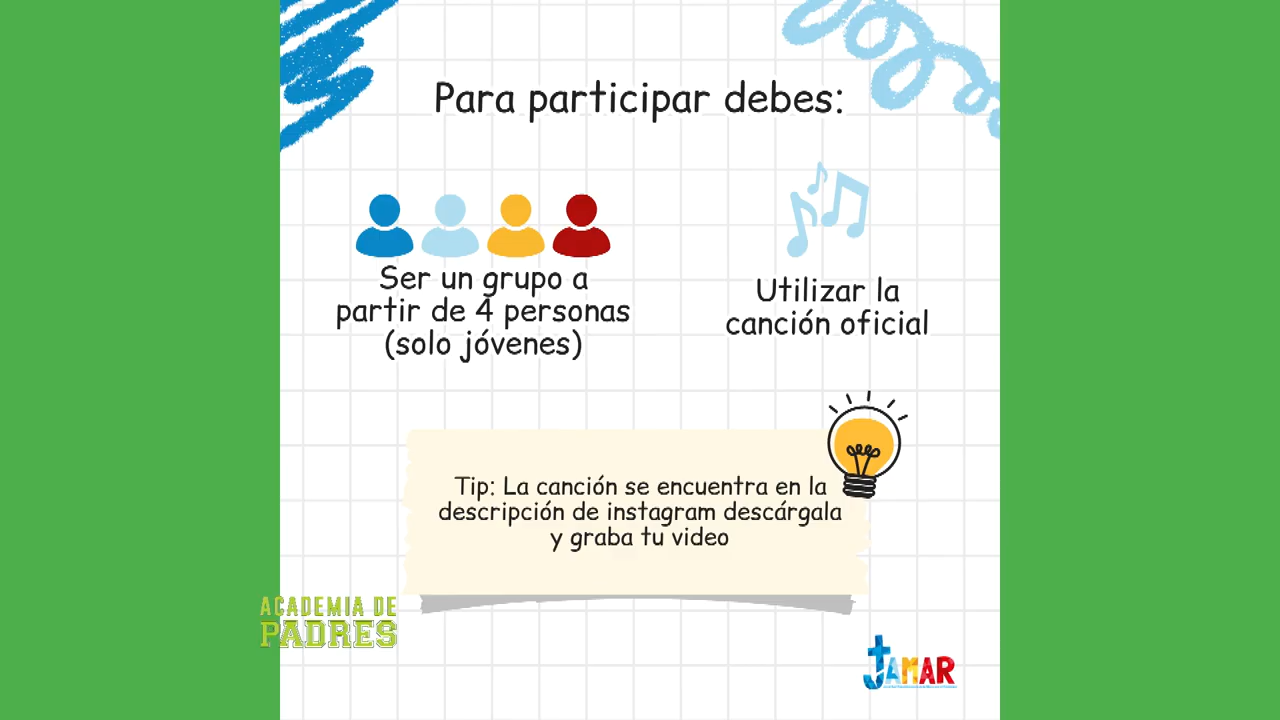 Para participar debes:
Ser un grupo a
partir de 4 personas
(solo jóvenes)
Utilizar la
canción oficial
Tip: La canción se encuentra en la
descripción de instagram descárgala
y graba tu video
ACADEMIA DE
PADRES
JAMAR